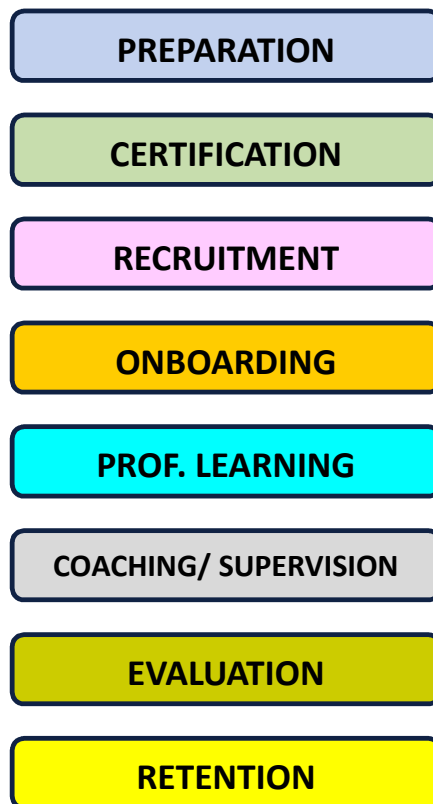 PREPARATION
CERTIFICATION
RECRUITMENT
ONBOARDING
PROF. LEARNING
COACHING/ SUPERVISION
EVALUATION
RETENTION